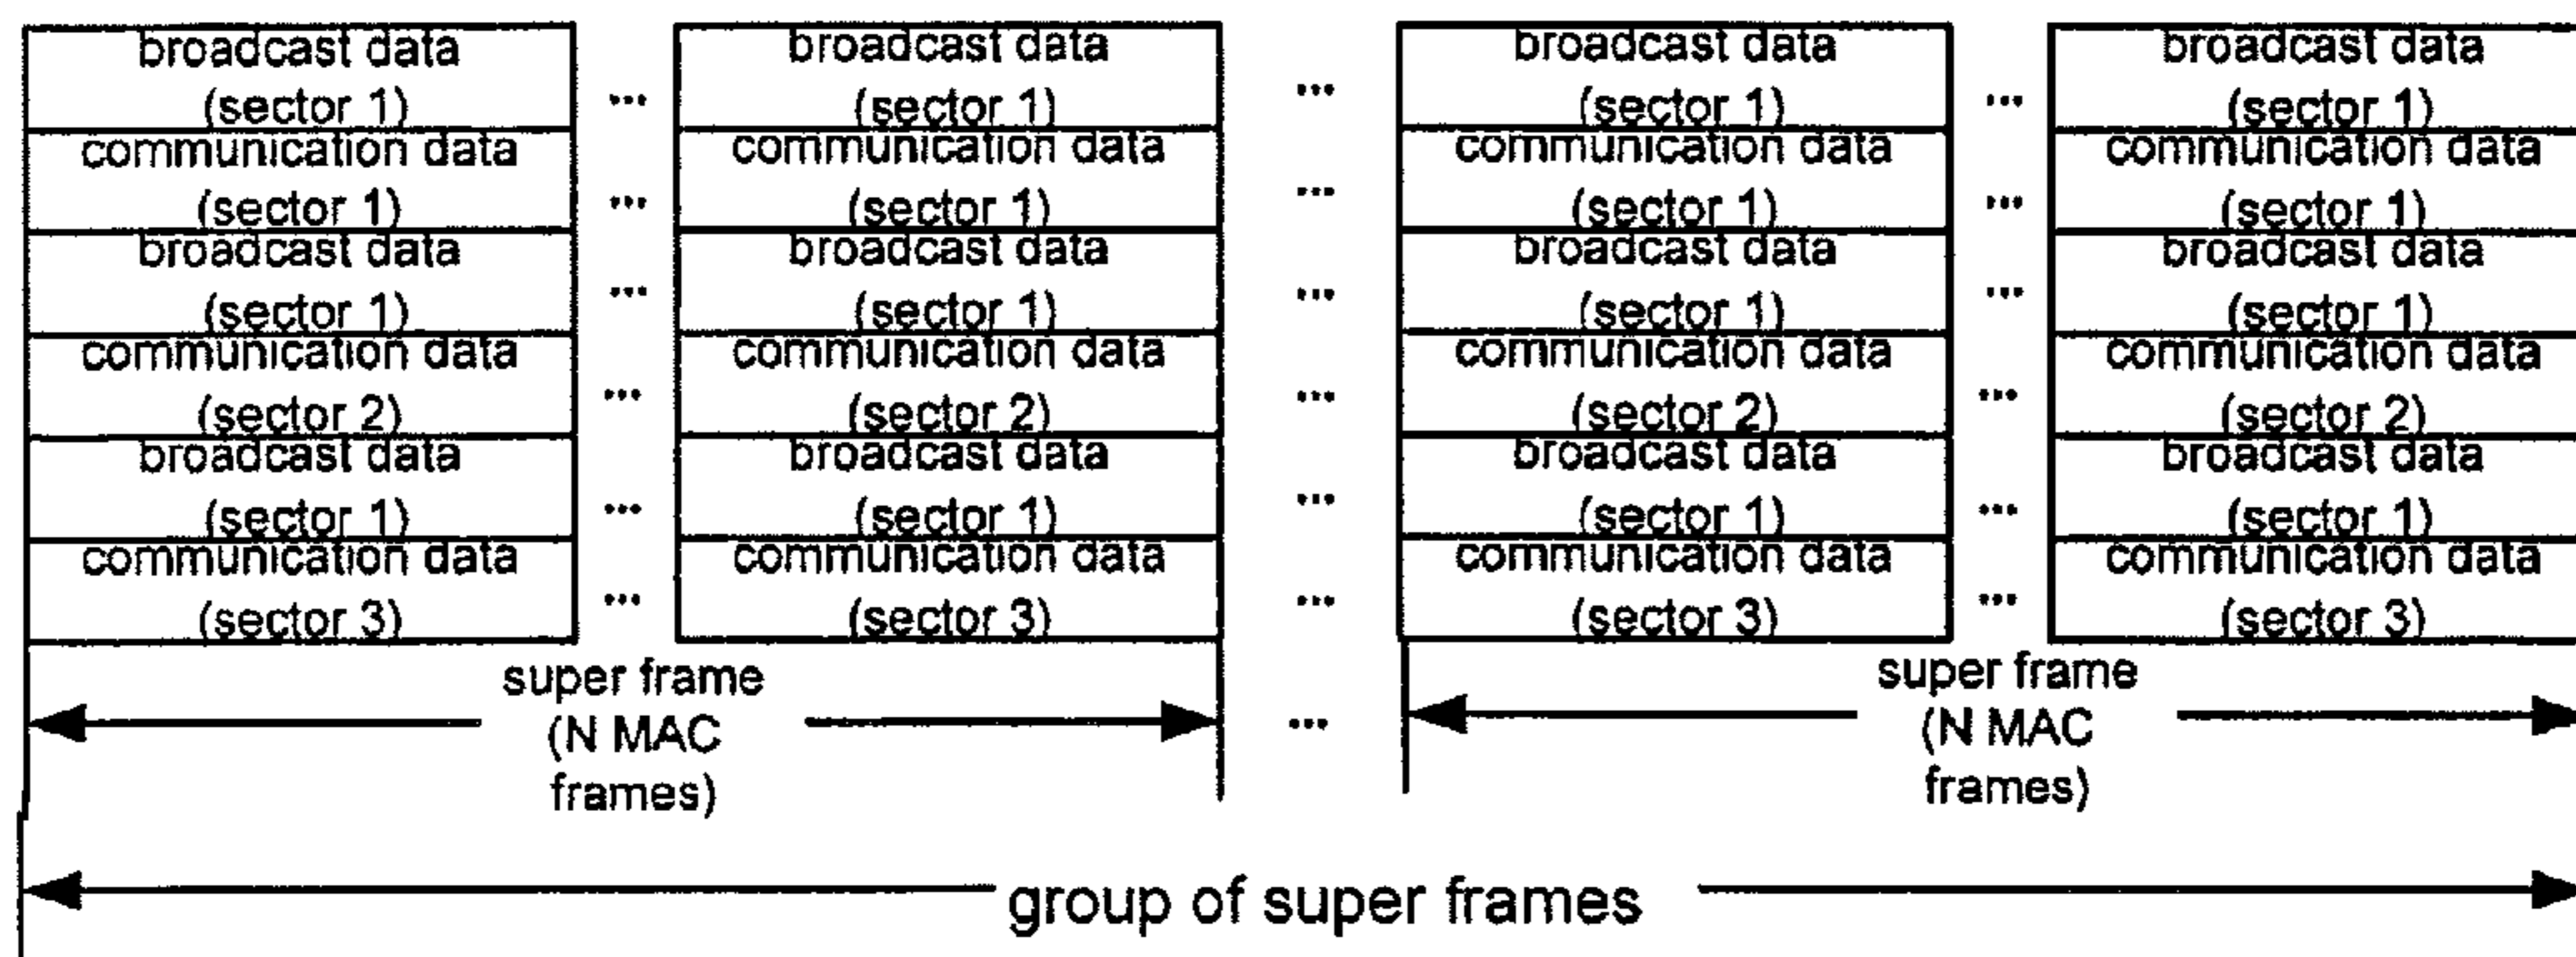 broadcast data
(sector 1)
communication data
(sector 1)
broadcast data
(sector 1)
communication data
(sector 2)
broadcast data
(sector 1)
communication data
(sector 3)
...
...
...
...
...
...
broadcast data
(sector 1)
communication data
(sector 1)
broadcast data
(sector 1)
communication data
(sector 2)
broadcast data
(sector 1)
communication data
(sector 3)
...
...
...
...
...
...
broadcast data
(sector 1)
communication data
(sector 1)
broadcast data
(sector 1)
communication data
(sector 2)
broadcast data
(sector 1)
communication data
(sector 3)
...
...
...
...
...
...
broadcast data
(sector 1)
communication data
(sector 1)
broadcast data
(sector 1)
communication data
(sector 2)
broadcast data
(sector 1)
communication data
(sector 3)
super frame
(N MAC
frames)
...
super frame
(N MAC
frames)
group of super frames